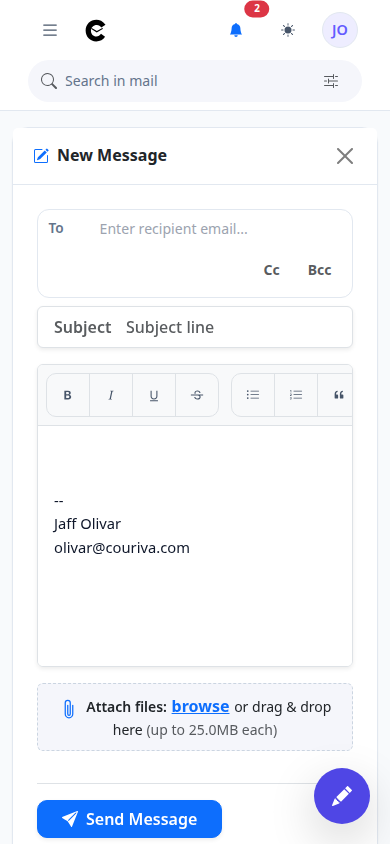 2
JO
Search in mail
New Message
To Enter recipient email...
Cc Bcc
Subject Subject line
B I U S
--
Jaff Olivar
olivar@couriva.com
Attach files: browse or drag & drop
here (up to 25.0MB each)
Send Message